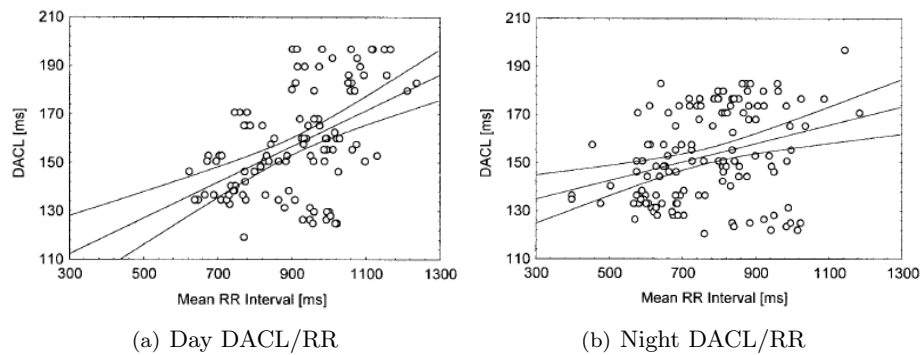 210
190
170
150
130
110
DACL [ms]
300 500 700 900 1100 1300
Mean RR Interval [ms]
(a) Day DACL/RR
210
190
170
150
130
110
DACL [ms]
300 500 700 900 1100 1300
Mean RR Interval [ms]
(b) Night DACL/RR